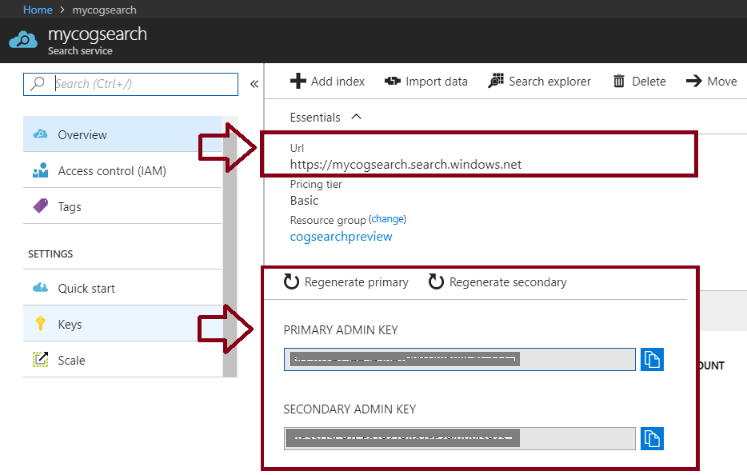 Home > mycogsearch
mycogsearch
Search service
Search (Ctrl+/)
«
Overview
Access control (IAM)
Tags
SETTINGS
Quick start
Keys
Scale
Add index
Import data
Search explorer
Delete
Move
Essentials
Url
https://mycogsearch.search.windows.net
Pricing tier
Basic
Resource group (change)
cogsearchpreview
Regenerate primary
Regenerate secondary
PRIMARY ADMIN KEY
SECONDARY ADMIN KEY
OUNT